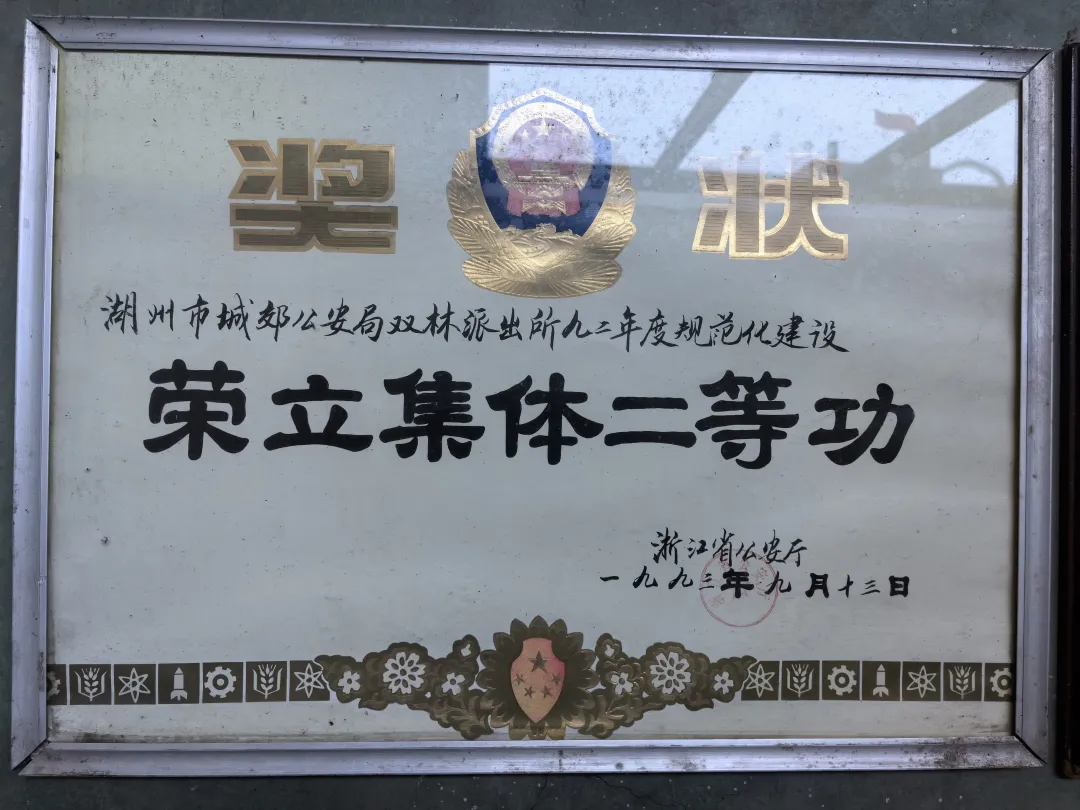 奖状
湖州市城郊公安局双林派出所九二年度规范化建设
荣立集体二等功
浙江省公安厅
一九九三年九月十三日